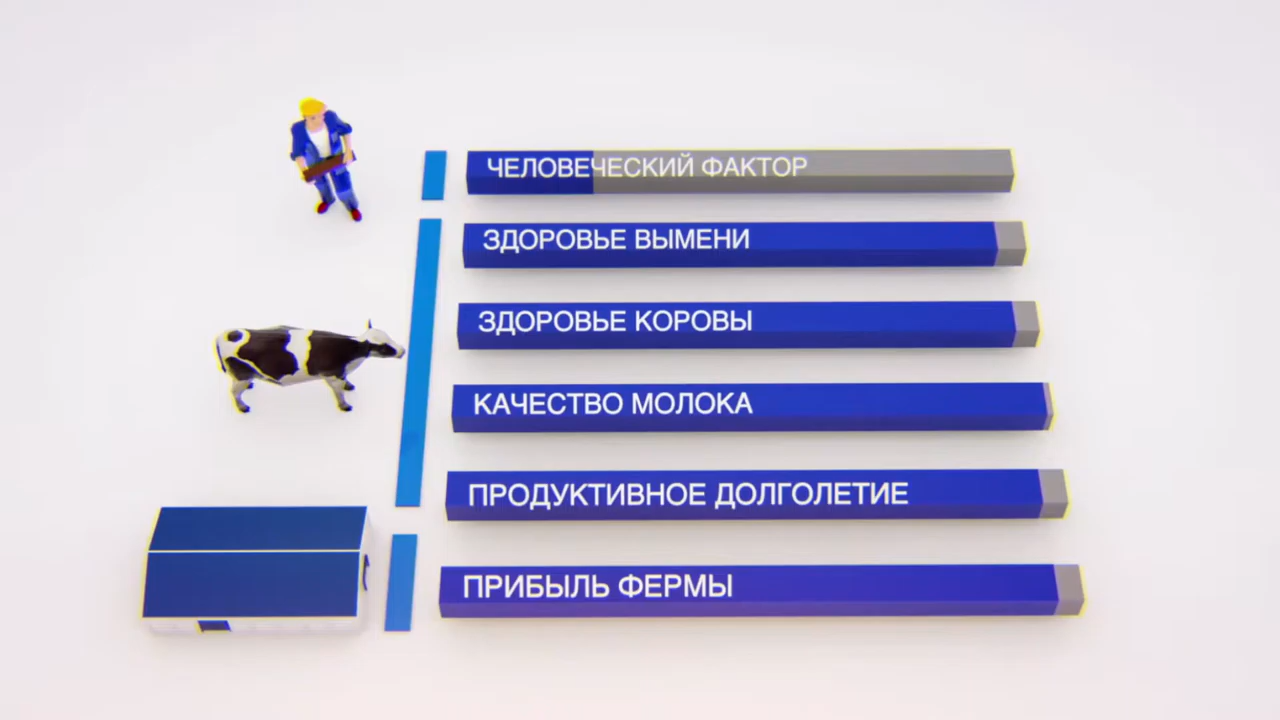 ЧЕЛОВЕЧЕСКИЙ ФАКТОР
ЗДОРОВЬЕ ВЫМЕНИ
ЗДОРОВЬЕ КОРОВЫ
КАЧЕСТВО МОЛОКА
ПРОДУКТИВНОЕ ДОЛГОЛЕТИЕ
ПРИБЫЛЬ ФЕРМЫ